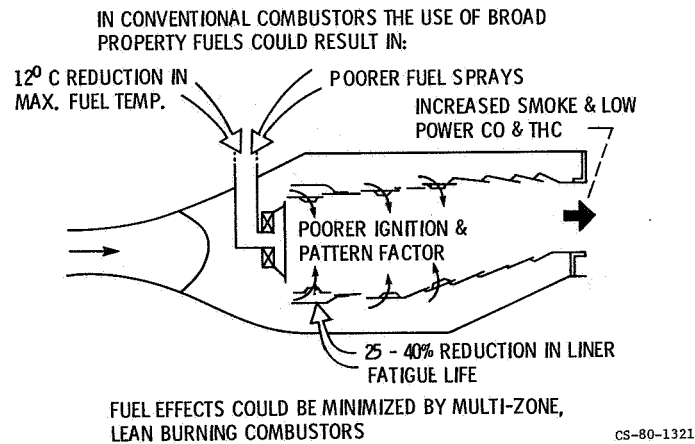 IN CONVENTIONAL COMBUSTORS THE USE OF BROAD
PROPERTY FUELS COULD RESULT IN:
12⁰ C REDUCTION IN
MAX. FUEL TEMP.
POORER FUEL SPRAYS
INCREASED SMOKE & LOW
POWER CO & THC
POORER IGNITION &
PATTERN FACTOR
25 - 40% REDUCTION IN LINER
FATIGUE LIFE
FUEL EFFECTS COULD BE MINIMIZED BY MULTI-ZONE,
LEAN BURNING COMBUSTORS
CS-80-1321